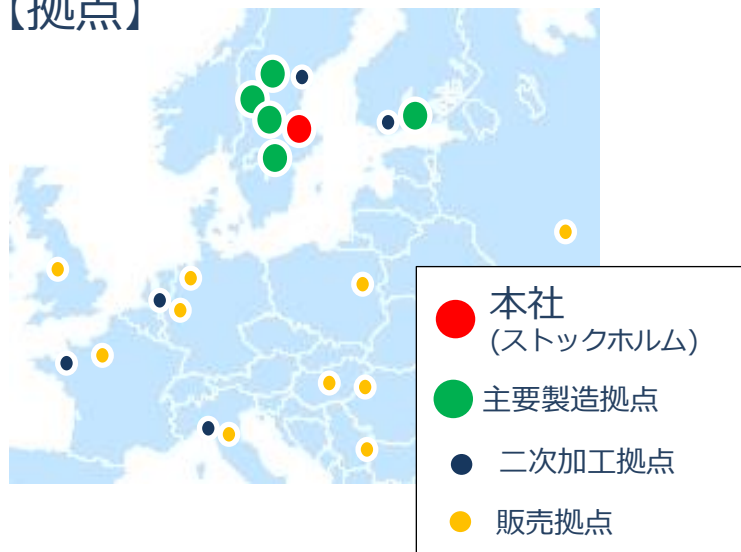 【拠点】
本社
(ストックホルム)
主要製造拠点
二次加工拠点
販売拠点